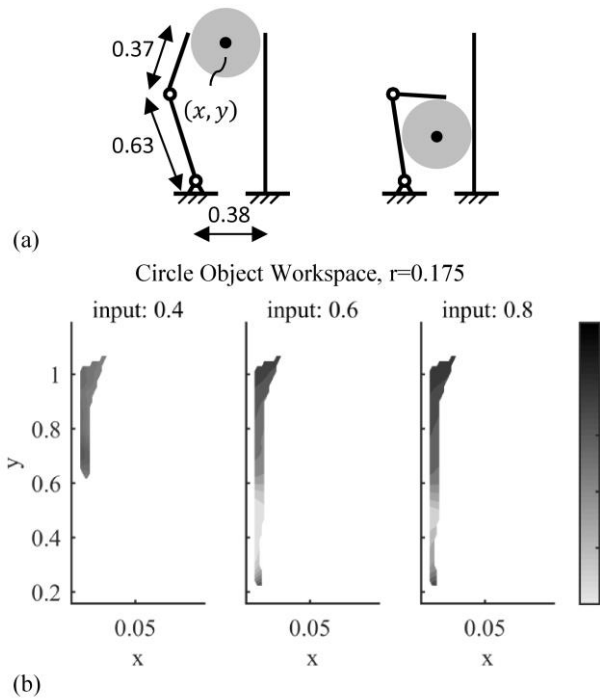 0.37
(x, y)
0.63
0.38
(a)
Circle Object Workspace, r=0.175
input: 0.4 input: 0.6 input: 0.8
1
0.8
y
0.6
0.4
0.2
0.05 0.05 0.05
x x x
(b)